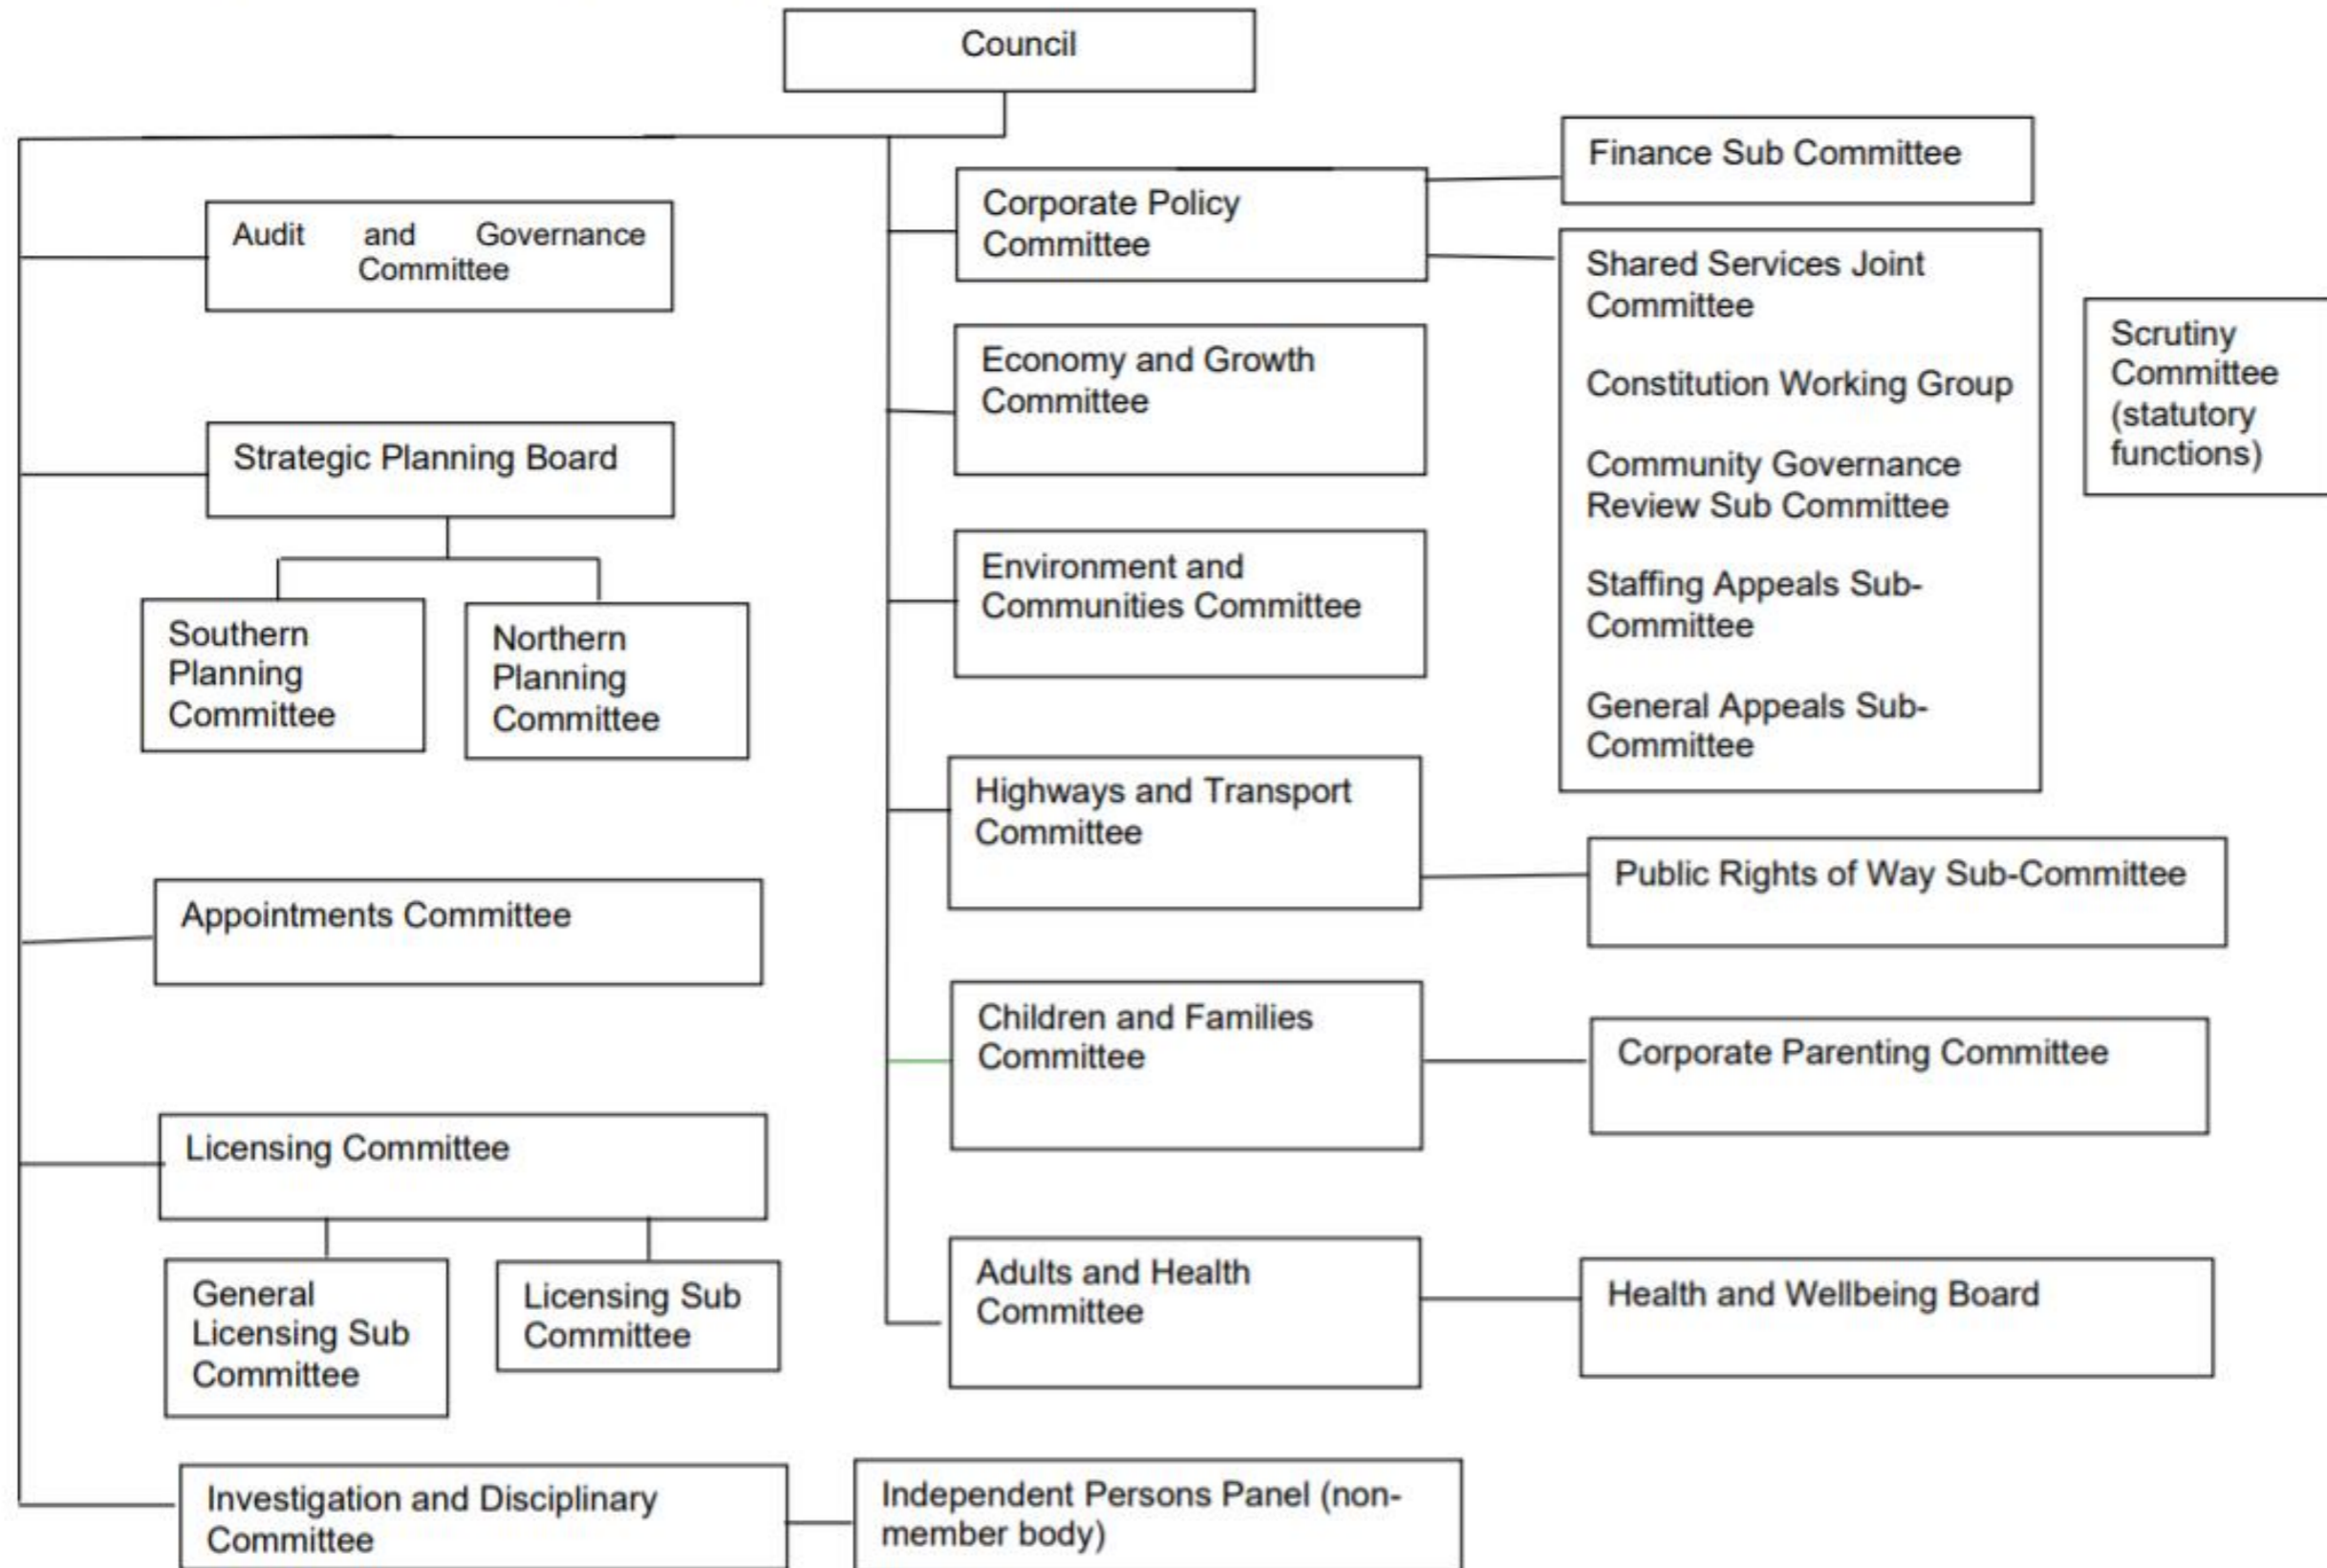 Council
Audit and Governance
Committee
Strategic Planning Board
Southern
Planning
Committee
Northern
Planning
Committee
Appointments Committee
Licensing Committee
General
Licensing Sub
Committee
Licensing Sub
Committee
Investigation and Disciplinary
Committee
Independent Persons Panel (non-
member body)
Corporate Policy
Committee
Economy and Growth
Committee
Environment and
Communities Committee
Highways and Transport
Committee
Children and Families
Committee
Adults and Health
Committee
Finance Sub Committee
Shared Services Joint
Committee
Constitution Working Group
Community Governance
Review Sub Committee
Staffing Appeals Sub-
Committee
General Appeals Sub-
Committee
Public Rights of Way Sub-Committee
Corporate Parenting Committee
Health and Wellbeing Board
Scrutiny
Committee
(statutory
functions)